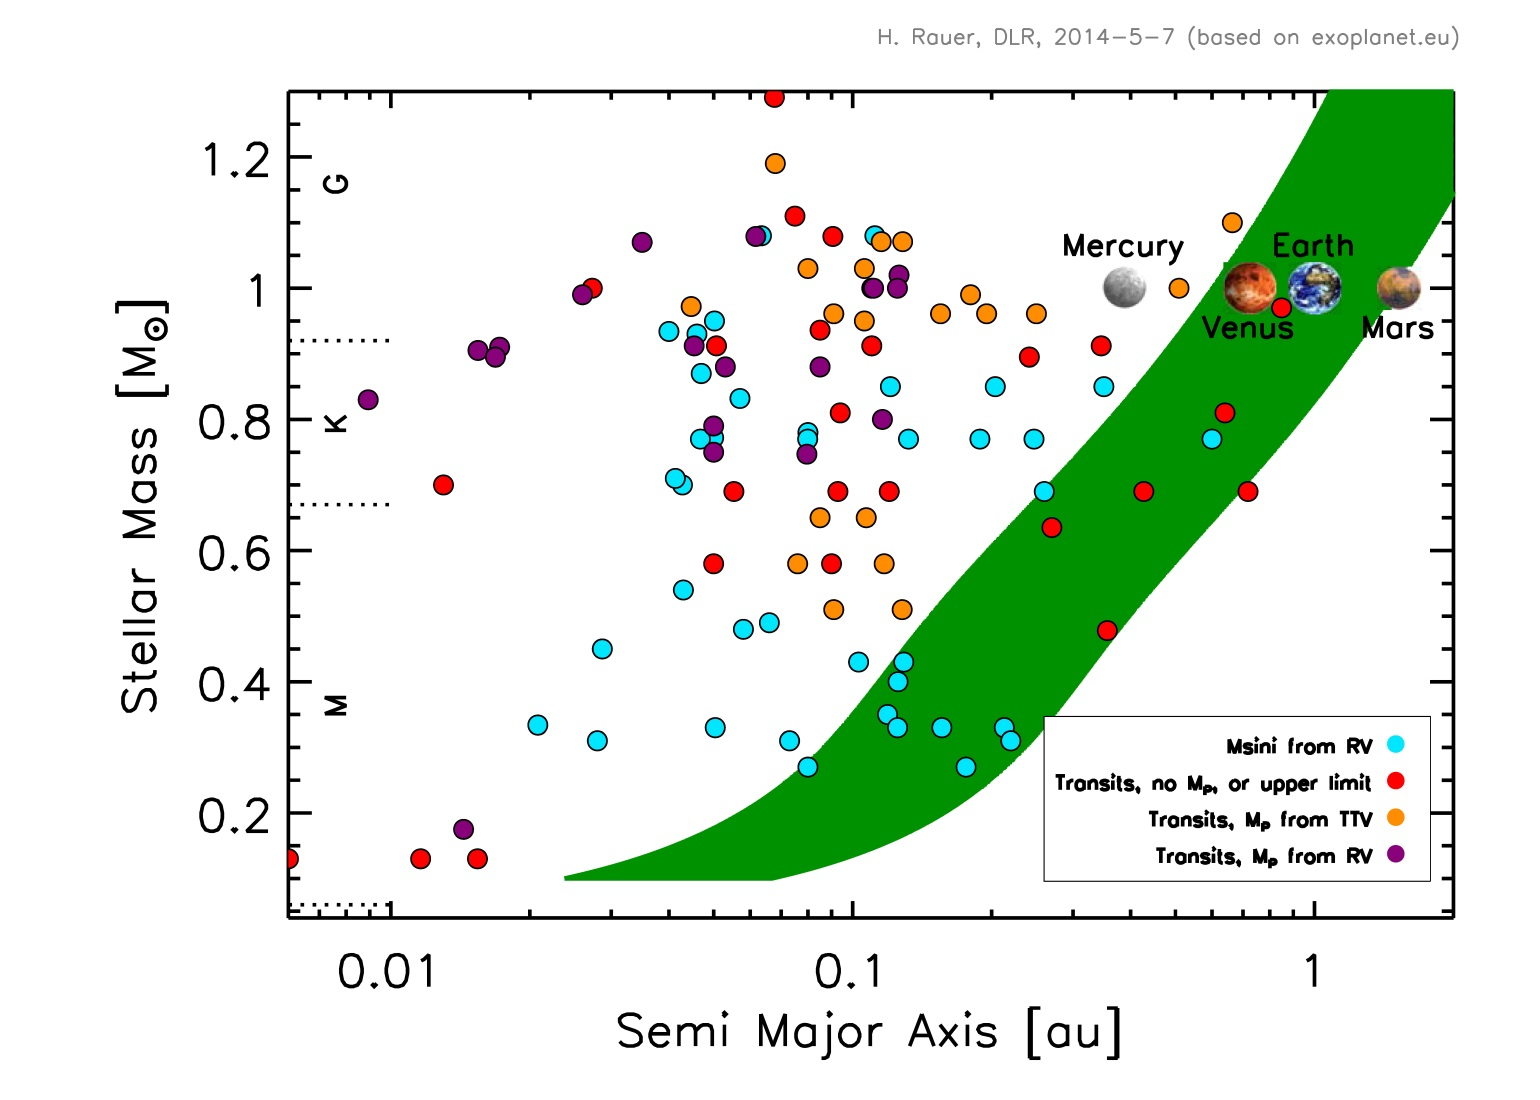 H. Rauer, DLR, 2014-5-7 (based on exoplanet.eu)
1.2
1
0.8
0.6
0.4
0.2
Stellar Mass [M☉]
G
K
M
Mercury
Earth
Venus
Mars
Msini from RV
Transits, no Mp, or upper limit
Transits, Mp from TTV
Transits, Mp from RV
0.01
0.1
1
Semi Major Axis [au]